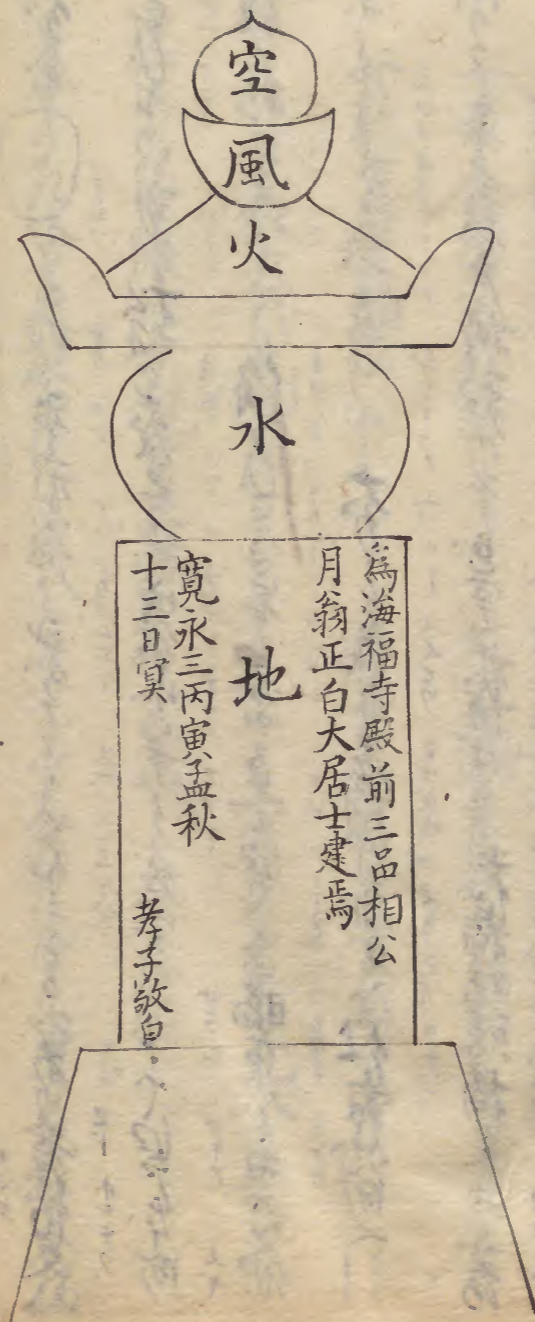 空
風
火
水
地
為海福寺殿前三品相公
月翁正白大居士建焉
寛永三丙寅孟秋
十三日冥
孝子敬白